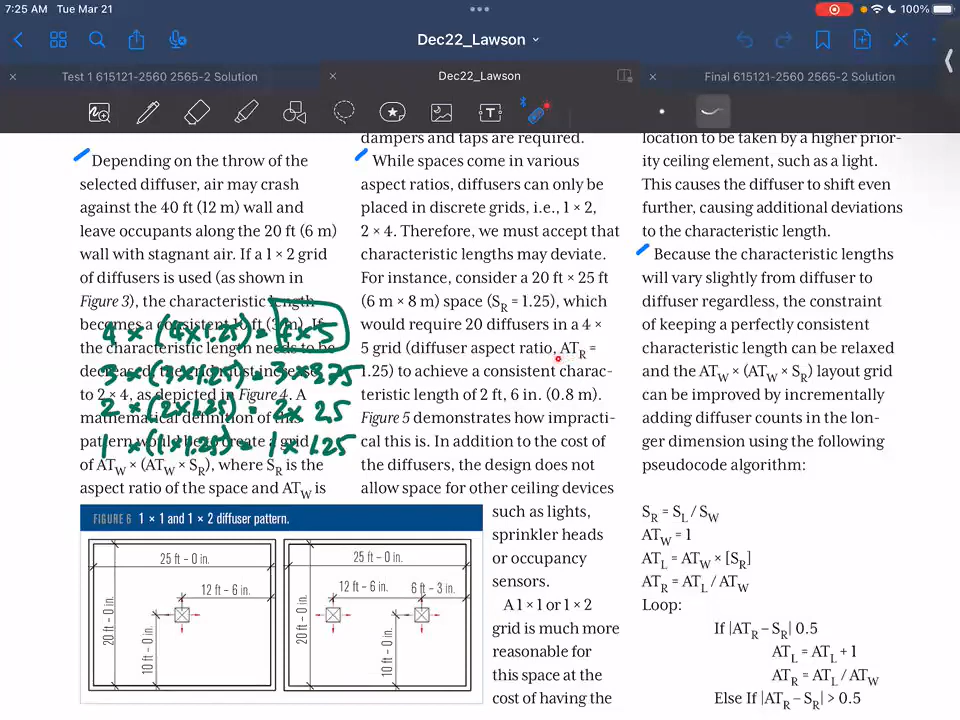 7:25 AM Tue Mar 21
100%
Dec22_Lawson
Test 1 615121-2560 2565-2 Solution
Dec22_Lawson
Final 615121-2560 2565-2 Solution
Depending on the throw of the
selected diffuser, air may crash
against the 40 ft (12 m) wall and
leave occupants along the 20 ft (6 m)
wall with stagnant air. If a 1 × 2 grid
of diffusers is used (as shown in
Figure 3), the characteristic length
becomes a consistent 10 ft (3 m). If
the characteristic length needs to be
decreased, the grid must increase
to 2 × 4, as depicted in Figure 4. A
mathematical definition of this
pattern would be to create a grid
of ATW × (ATW × SR), where SR is the
aspect ratio of the space and ATW is
4 × (4×1.25) = 4×5
3 × (3×1.25) = 3×3.75
2 × (2×1.25) = 2× 2.5
1 × (1×1.25) = 1 × 1.25
FIGURE 6 1 × 1 and 1 × 2 diffuser pattern.
25 ft – 0 in.
12 ft – 6 in.
20 ft – 0 in.
10 ft – 0 in.
25 ft – 0 in.
12 ft – 6 in.
6 ft – 3 in.
20 ft – 0 in.
10 ft – 0 in.
dampers and taps are required.
While spaces come in various
aspect ratios, diffusers can only be
placed in discrete grids, i.e., 1 × 2,
2 × 4. Therefore, we must accept that
characteristic lengths may deviate.
For instance, consider a 20 ft × 25 ft
(6 m × 8 m) space (SR = 1.25), which
would require 20 diffusers in a 4 ×
5 grid (diffuser aspect ratio, ATR =
1.25) to achieve a consistent charac-
teristic length of 2 ft, 6 in. (0.8 m).
Figure 5 demonstrates how impracti-
cal this is. In addition to the cost of
the diffusers, the design does not
allow space for other ceiling devices
such as lights,
sprinkler heads
or occupancy
sensors.
A 1 × 1 or 1 × 2
grid is much more
reasonable for
this space at the
cost of having the
location to be taken by a higher prior-
ity ceiling element, such as a light.
This causes the diffuser to shift even
further, causing additional deviations
to the characteristic length.
Because the characteristic lengths
will vary slightly from diffuser to
diffuser regardless, the constraint
of keeping a perfectly consistent
characteristic length can be relaxed
and the ATW × (ATW × SR) layout grid
can be improved by incrementally
adding diffuser counts in the lon-
ger dimension using the following
pseudocode algorithm:
SR = SL / SW
ATW = 1
ATL = ATW × [SR]
ATR = ATL / ATW
Loop:
If |ATR – SR| 0.5
ATL = ATL + 1
ATR = ATL / ATW
Else If |ATR – SR| > 0.5